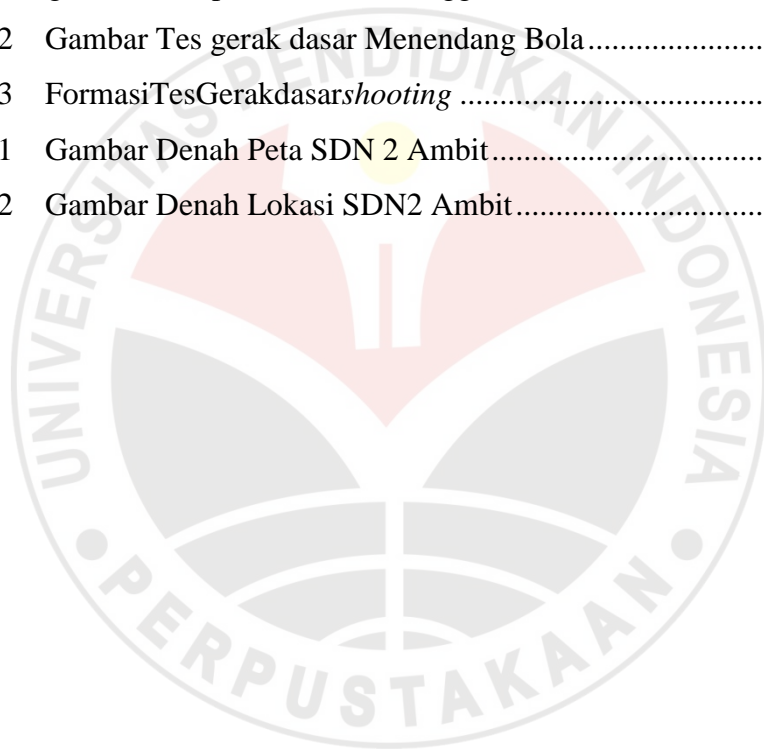 2 Gambar Tes gerak dasar Menendang Bola .......................
3 FormasiTesGerakdasarshooting ........................................
1 Gambar Denah Peta SDN 2 Ambit ....................................
2 Gambar Denah Lokasi SDN2 Ambit .................................
UNIVERSITAS PENDIDIKAN INDONESIA
PERPUSTAKAAN